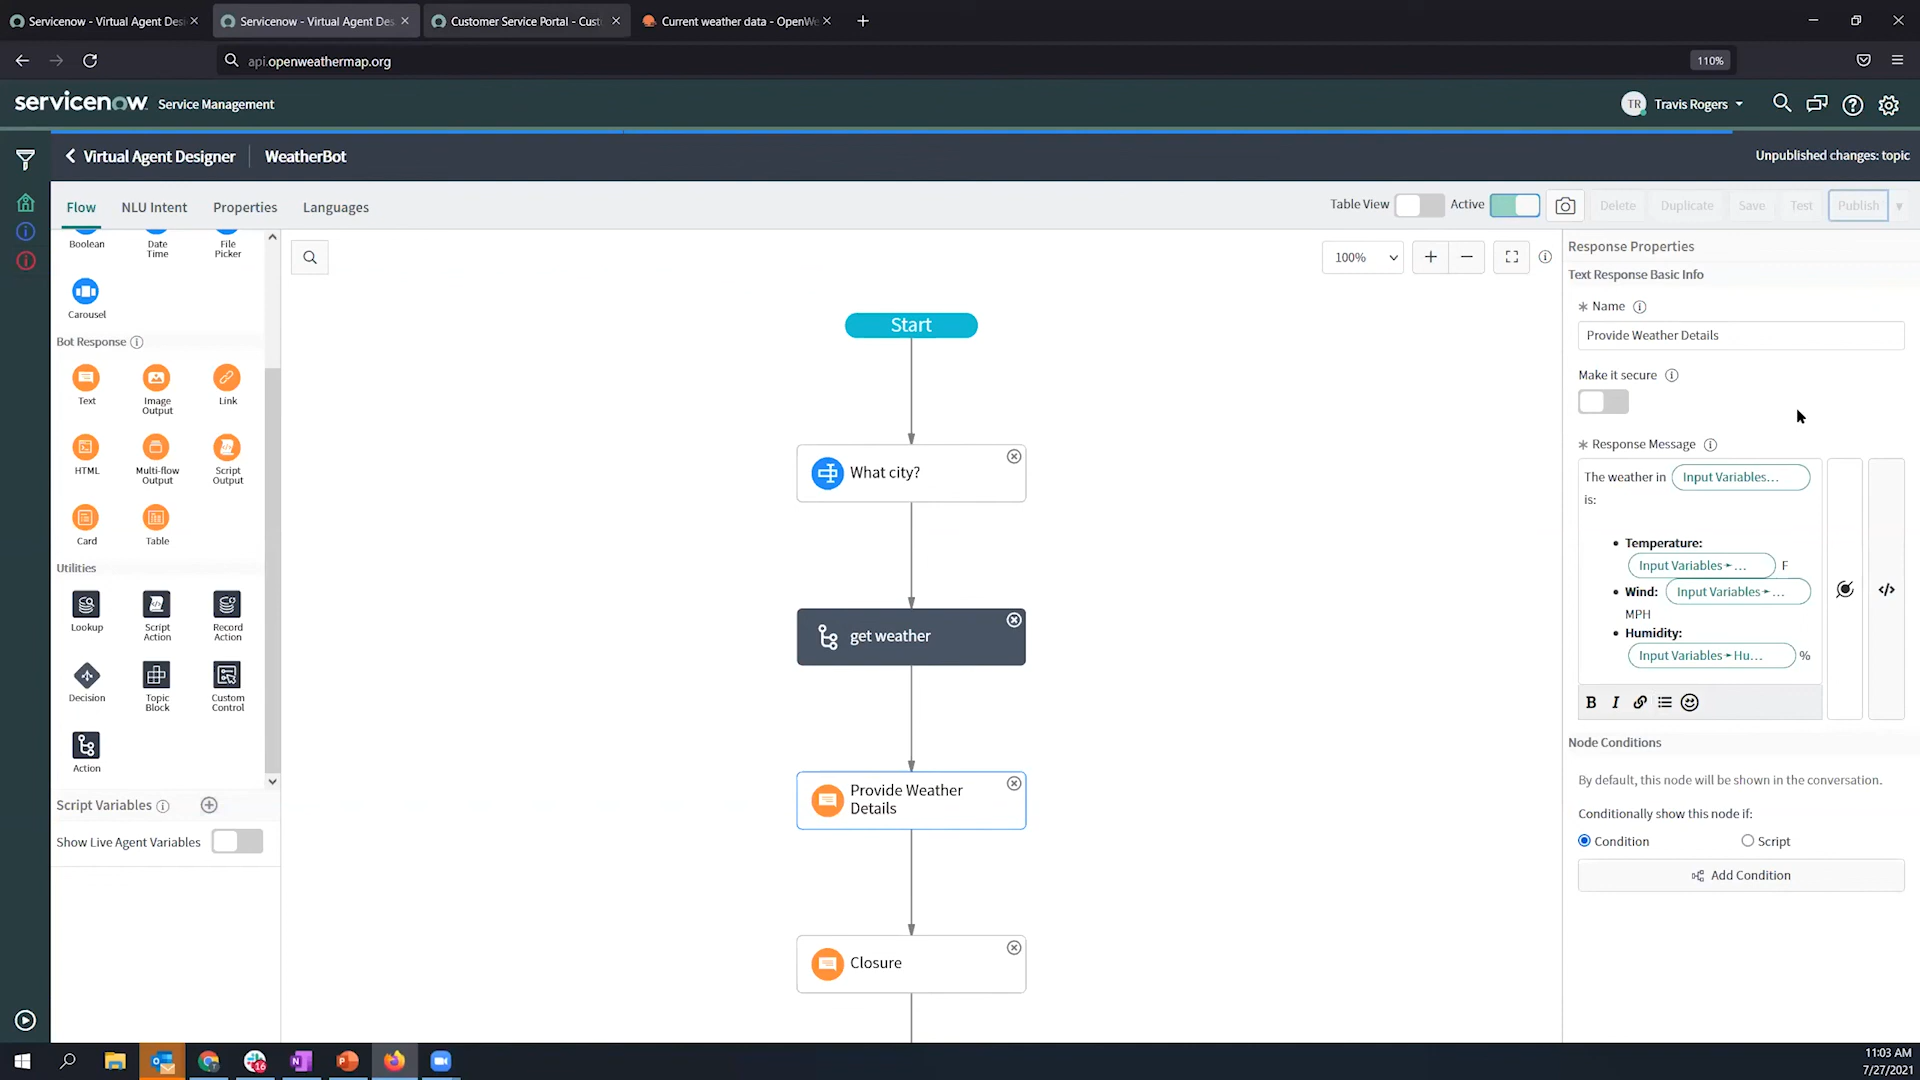 Servicenow - Virtual Agent Des
Servicenow - Virtual Agent Des
Customer Service Portal - Cust
Current weather data - OpenWe
api.openweathermap.org
110%
servicenow Service Management
TR Travis Rogers
Virtual Agent Designer
WeatherBot
Unpublished changes: topic
Flow
NLU Intent
Properties
Languages
Table View
Active
Delete
Duplicate
Save
Test
Publish
Boolean
Date Time
File Picker
Carousel
Bot Response
Text
Image Output
Link
HTML
Multi-flow Output
Script Output
Card
Table
Utilities
Lookup
Script Action
Record Action
Decision
Topic Block
Custom Control
Action
Script Variables
Show Live Agent Variables
100%
Start
What city?
get weather
Provide Weather
Details
Closure
Response Properties
Text Response Basic Info
Name
Provide Weather Details
Make it secure
Response Message
The weather in Input Variables...
is:
• Temperature:
Input Variables ▸ ... F
• Wind: Input Variables ▸ ...
MPH
• Humidity:
Input Variables ▸ Hu... %
B I
Node Conditions
By default, this node will be shown in the conversation.
Conditionally show this node if:
Condition
Script
Add Condition
16
11:03 AM
7/27/2021